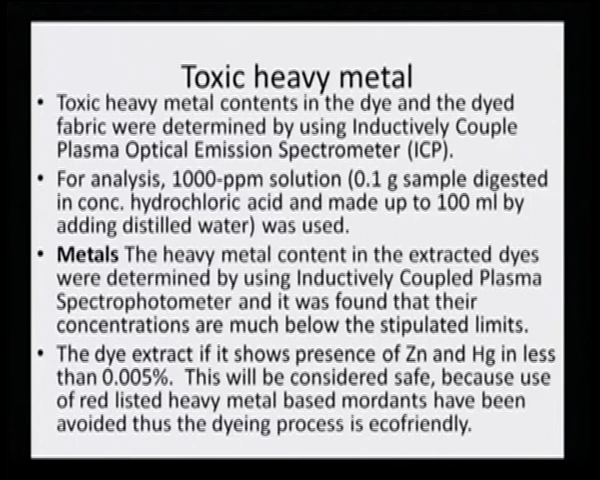 Toxic heavy metal
• Toxic heavy metal contents in the dye and the dyed
fabric were determined by using Inductively Couple
Plasma Optical Emission Spectrometer (ICP).
• For analysis, 1000-ppm solution (0.1 g sample digested
in conc. hydrochloric acid and made up to 100 ml by
adding distilled water) was used.
• Metals The heavy metal content in the extracted dyes
were determined by using Inductively Coupled Plasma
Spectrophotometer and it was found that their
concentrations are much below the stipulated limits.
• The dye extract if it shows presence of Zn and Hg in less
than 0.005%. This will be considered safe, because use
of red listed heavy metal based mordants have been
avoided thus the dyeing process is ecofriendly.